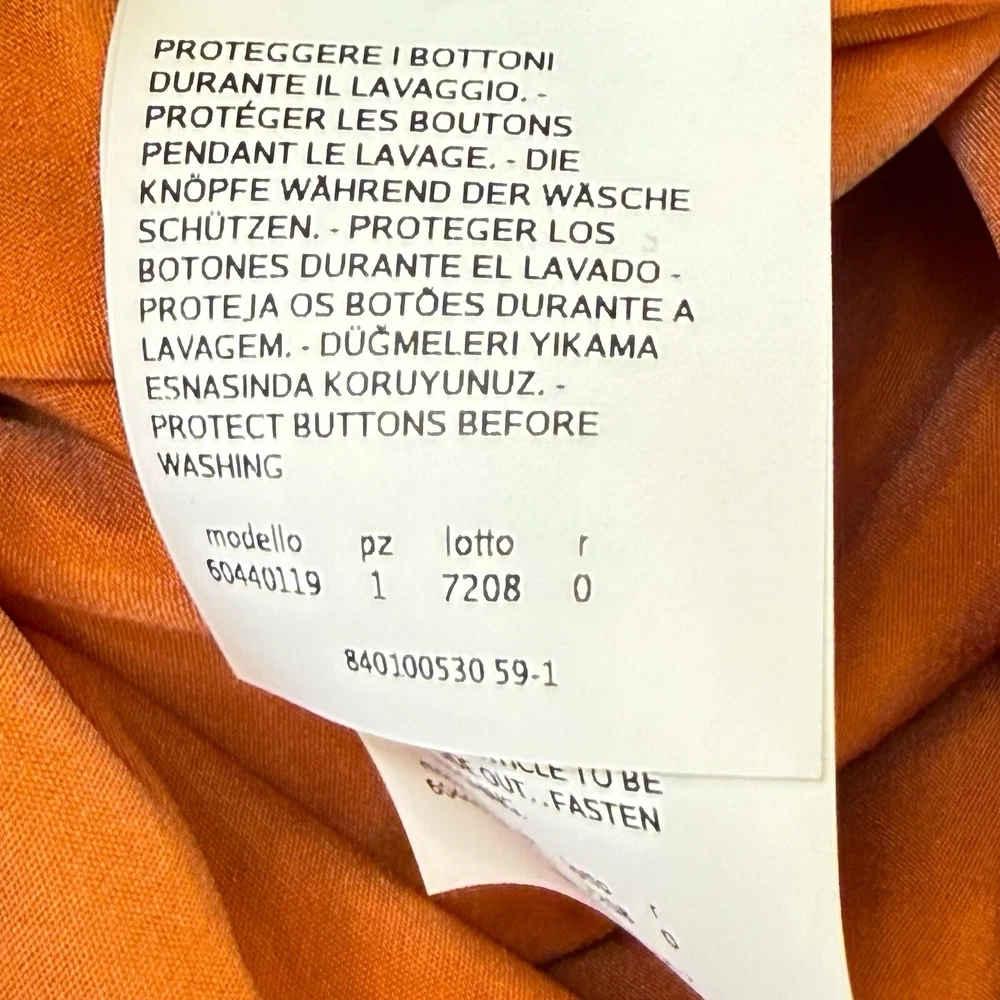 PROTEGGERE I BOTTONI
DURANTE IL LAVAGGIO. -
PROTÉGER LES BOUTONS
PENDANT LE LAVAGE. - DIE
KNÖPFE WÄHREND DER WÄSCHE
SCHÜTZEN. - PROTEGER LOS
BOTONES DURANTE EL LAVADO -
PROTEJA OS BOTÕES DURANTE A
LAVAGEM. - DÜĞMELERI YIKAMA
ESNASINDA KORUYUNUZ. -
PROTECT BUTTONS BEFORE
WASHING
modello pz lotto r
60440119 1 7208 0
840100530 59-1
TO BE
OUT..FASTEN
r
0